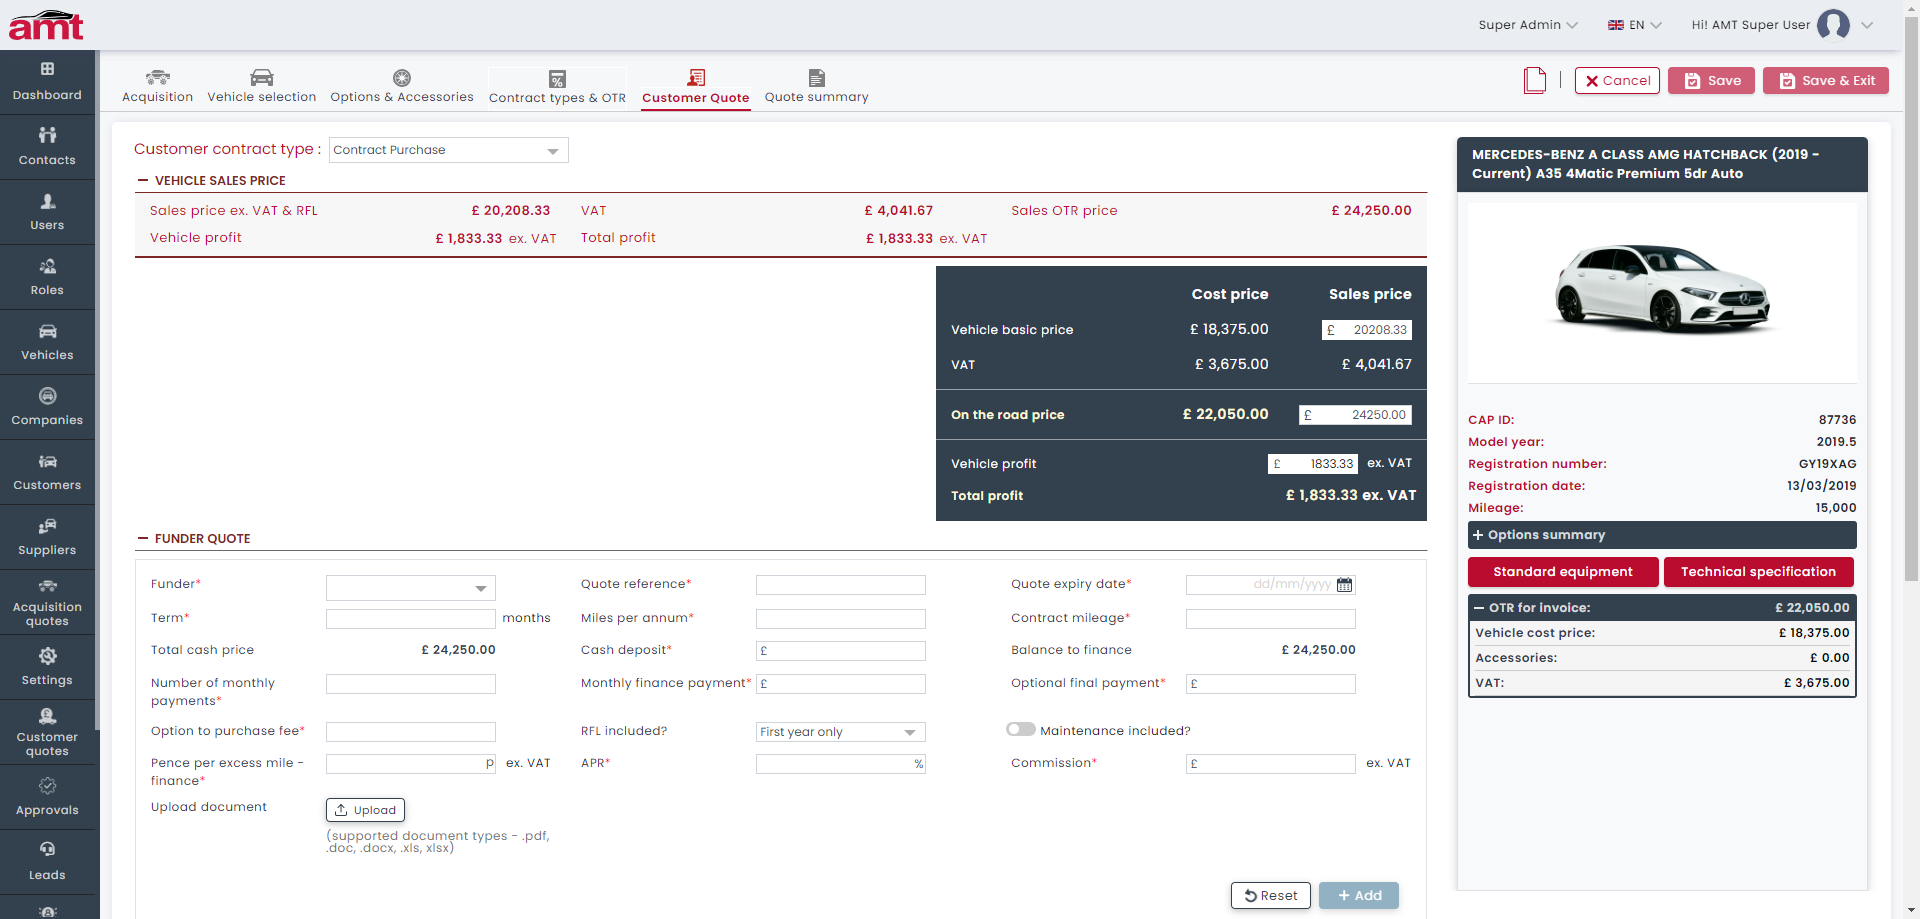 amt
Super Admin
EN
Hi! AMT Super User
Dashboard
Contacts
Users
Roles
Vehicles
Companies
Customers
Suppliers
Acquisition
quotes
Settings
Customer
quotes
Approvals
Leads
Acquisition
Vehicle selection
Options & Accessories
Contract types & OTR
Customer Quote
Quote summary
Cancel
Save
Save & Exit
Customer contract type : Contract Purchase
VEHICLE SALES PRICE
Sales price ex. VAT & RFL £ 20,208.33 VAT £ 4,041.67 Sales OTR price £ 24,250.00
Vehicle profit £ 1,833.33 ex. VAT Total profit £ 1,833.33 ex. VAT
Cost price Sales price
Vehicle basic price £ 18,375.00 £ 20208.33
VAT £ 3,675.00 £ 4,041.67
On the road price £ 22,050.00 £ 24250.00
Vehicle profit £ 1833.33 ex. VAT
Total profit £ 1,833.33 ex. VAT
FUNDER QUOTE
Funder* Quote reference* Quote expiry date* dd/mm/yyyy
Term* months Miles per annum* Contract mileage*
Total cash price £ 24,250.00 Cash deposit* £ Balance to finance £ 24,250.00
Number of monthly
payments* Monthly finance payment* £ Optional final payment* £
Option to purchase fee* RFL included? First year only Maintenance included?
Pence per excess mile -
finance* p ex. VAT APR* % Commission* £ ex. VAT
Upload document Upload
(supported document types - .pdf,
.doc, .docx, .xls, xlsx)
Reset + Add
MERCEDES-BENZ A CLASS AMG HATCHBACK (2019 -
Current) A35 4Matic Premium 5dr Auto
CAP ID: 87736
Model year: 2019.5
Registration number: GY19XAG
Registration date: 13/03/2019
Mileage: 15,000
+ Options summary
Standard equipment Technical specification
OTR for invoice: £ 22,050.00
Vehicle cost price: £ 18,375.00
Accessories: £ 0.00
VAT: £ 3,675.00